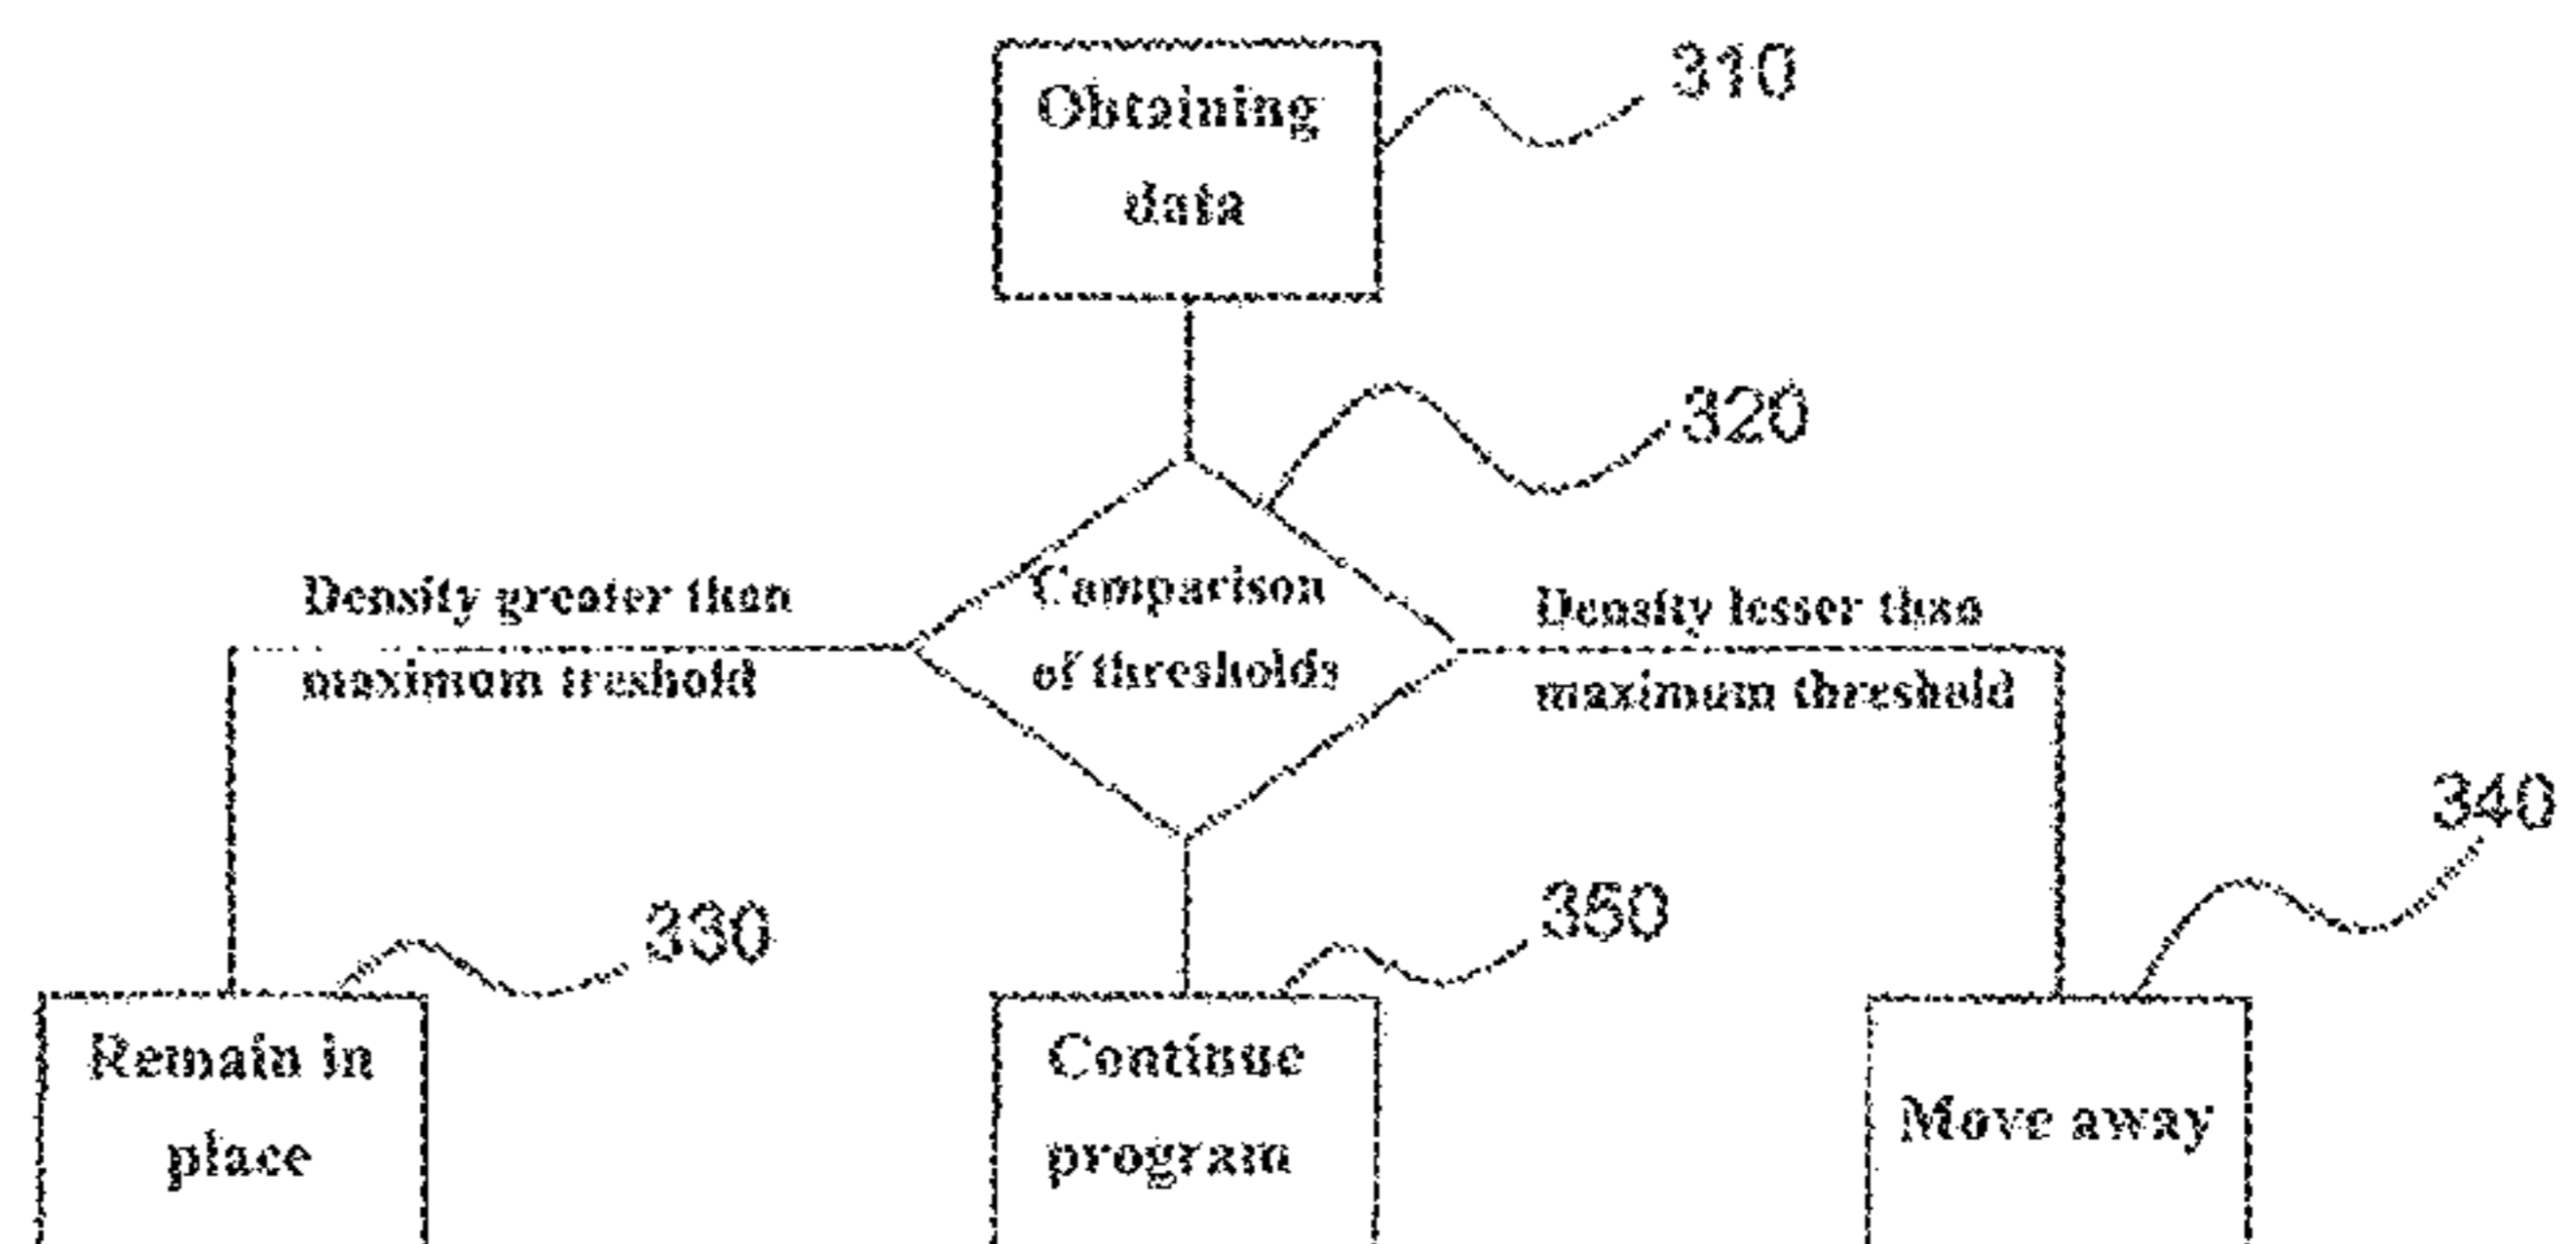 Obtaining
data
310
320
Comparison
of thresholds
Density greater than
maximum treshold
Density lesser than
maximum threshold
330
350
340
Remain in
place
Continue
program
Move away